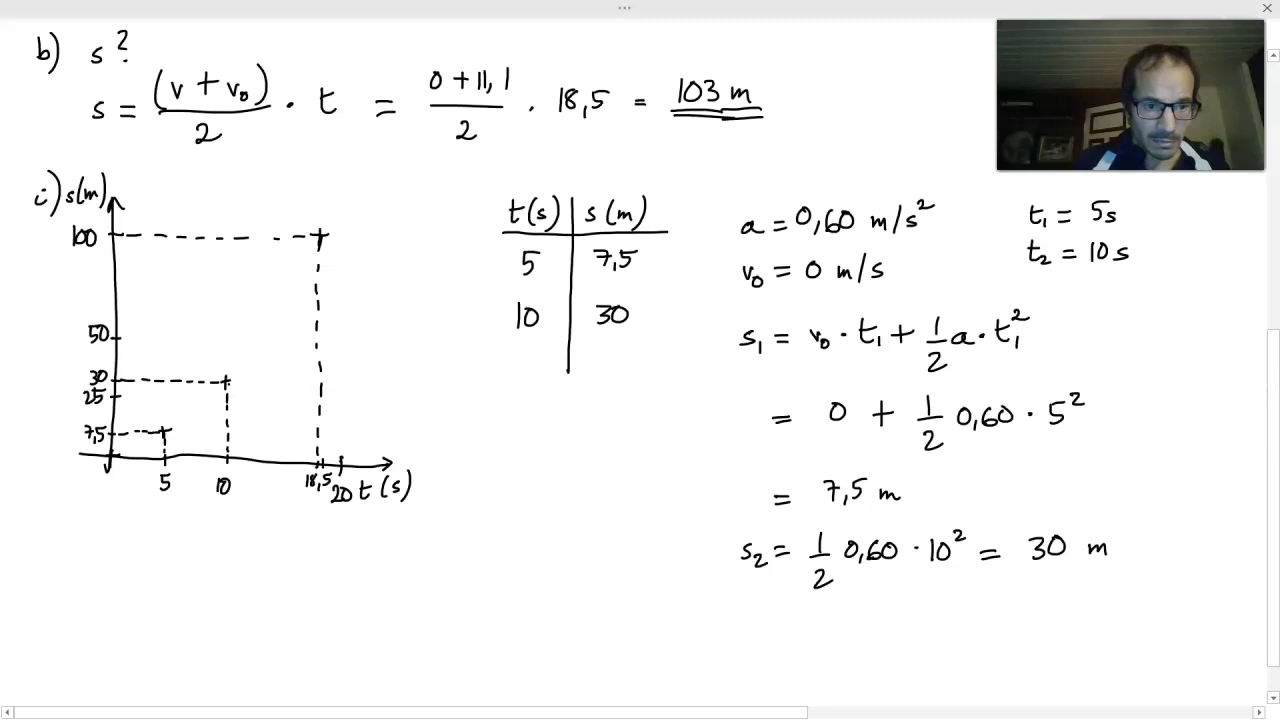 b) s?
s = (v + v₀)/2 · t = (0 + 11,1)/2 · 18,5 = 103 m
c) s(m)
100
50
30
25
7,5
5 10 18,5 20 t(s)
t(s) | s(m)
5 | 7,5
10 | 30
a = 0,60 m/s²
v₀ = 0 m/s
t₁ = 5s
t₂ = 10s
s₁ = v₀ · t₁ + 1/2 a · t₁²
= 0 + 1/2 0,60 · 5²
= 7,5 m
s₂ = 1/2 0,60 · 10² = 30 m